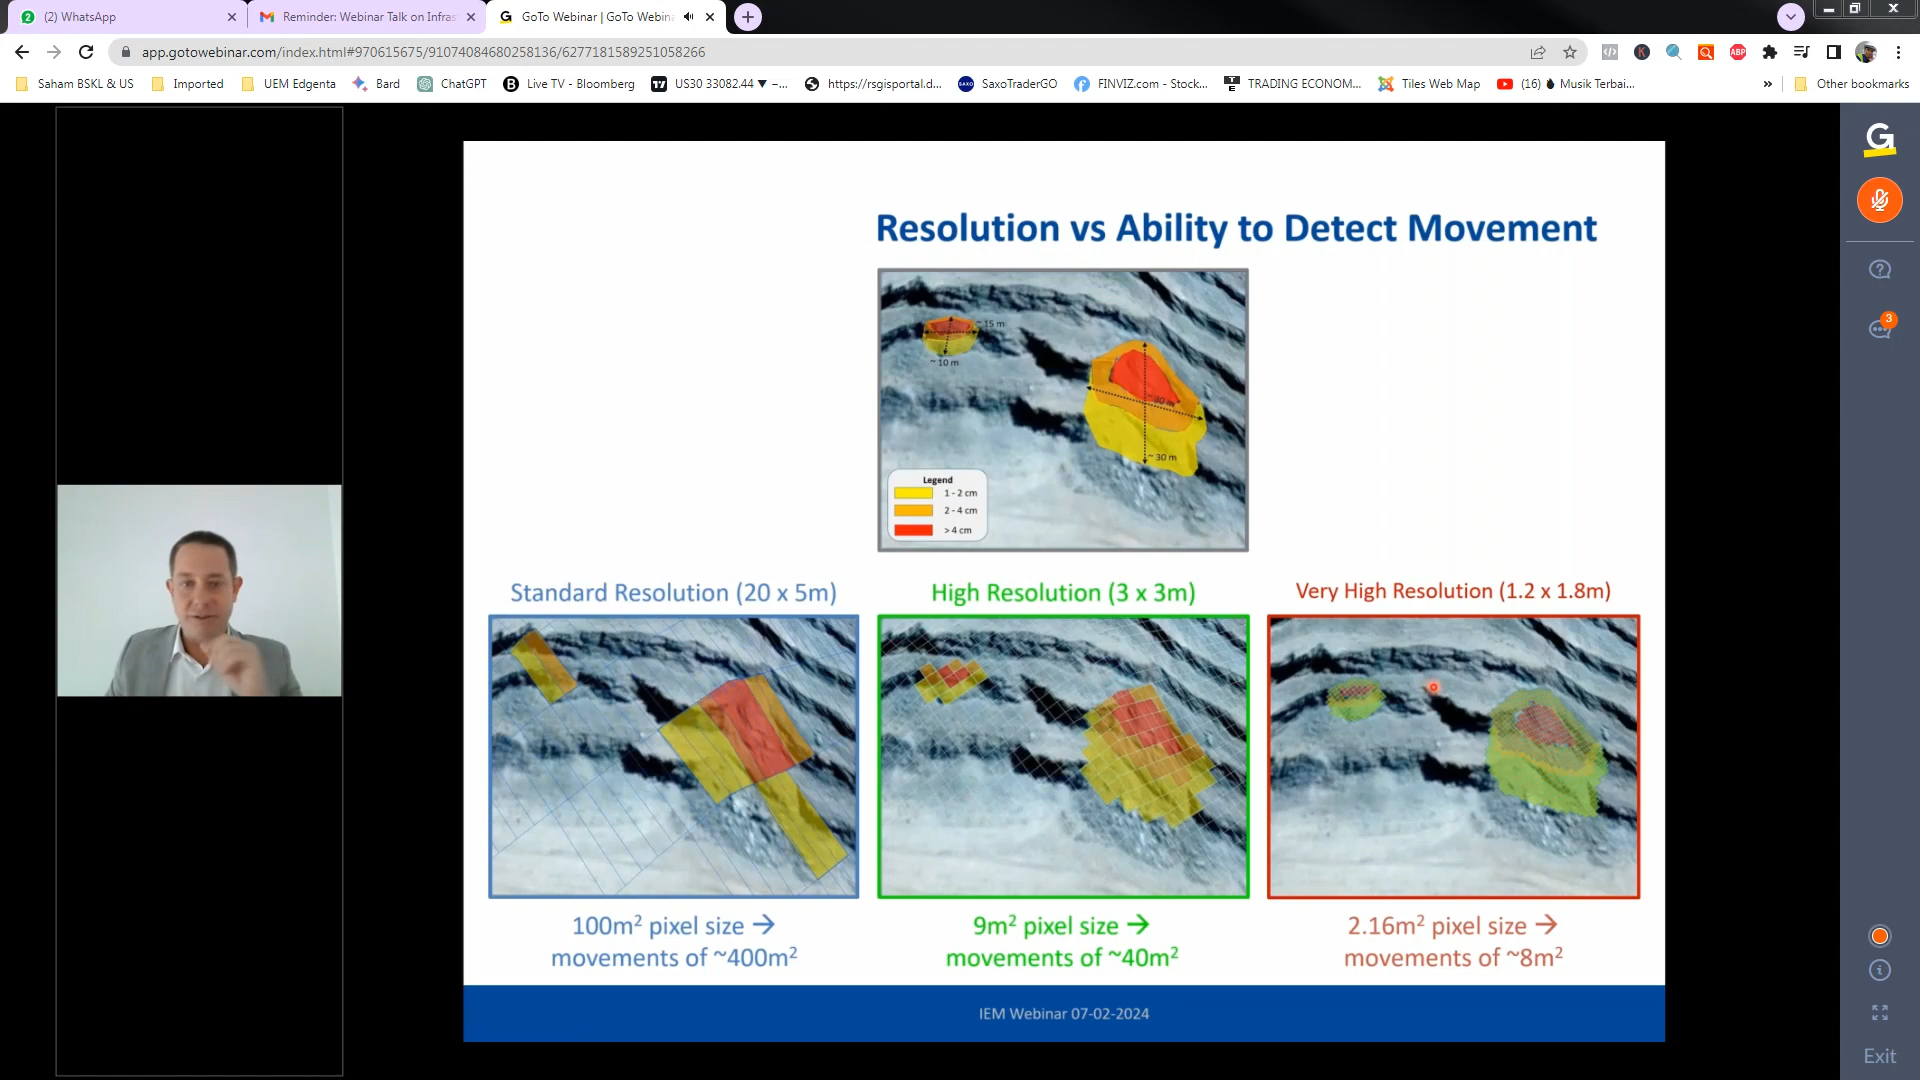 (2) WhatsApp
Reminder: Webinar Talk on Infras
GoTo Webinar | GoTo Webin
app.gotowebinar.com/index.html#970615675/91074084680258136/6277181589251058266
Saham BSKL & US
Imported
UEM Edgenta
Bard
ChatGPT
Live TV - Bloomberg
US30 33082.44 ▼ −...
https://rsgisportal.d...
SaxoTraderGO
FINVIZ.com - Stock...
TRADING ECONOM...
Tiles Web Map
(16) Musik Terbai...
»
Other bookmarks
Resolution vs Ability to Detect Movement
~ 15 m
~ 10 m
~ 30 m
Legend
1 - 2 cm
2 - 4 cm
> 4 cm
Standard Resolution (20 x 5m)
High Resolution (3 x 3m)
Very High Resolution (1.2 x 1.8m)
100m² pixel size →
movements of ~400m²
9m² pixel size →
movements of ~40m²
2.16m² pixel size →
movements of ~8m²
IEM Webinar 07-02-2024
G
3
Exit